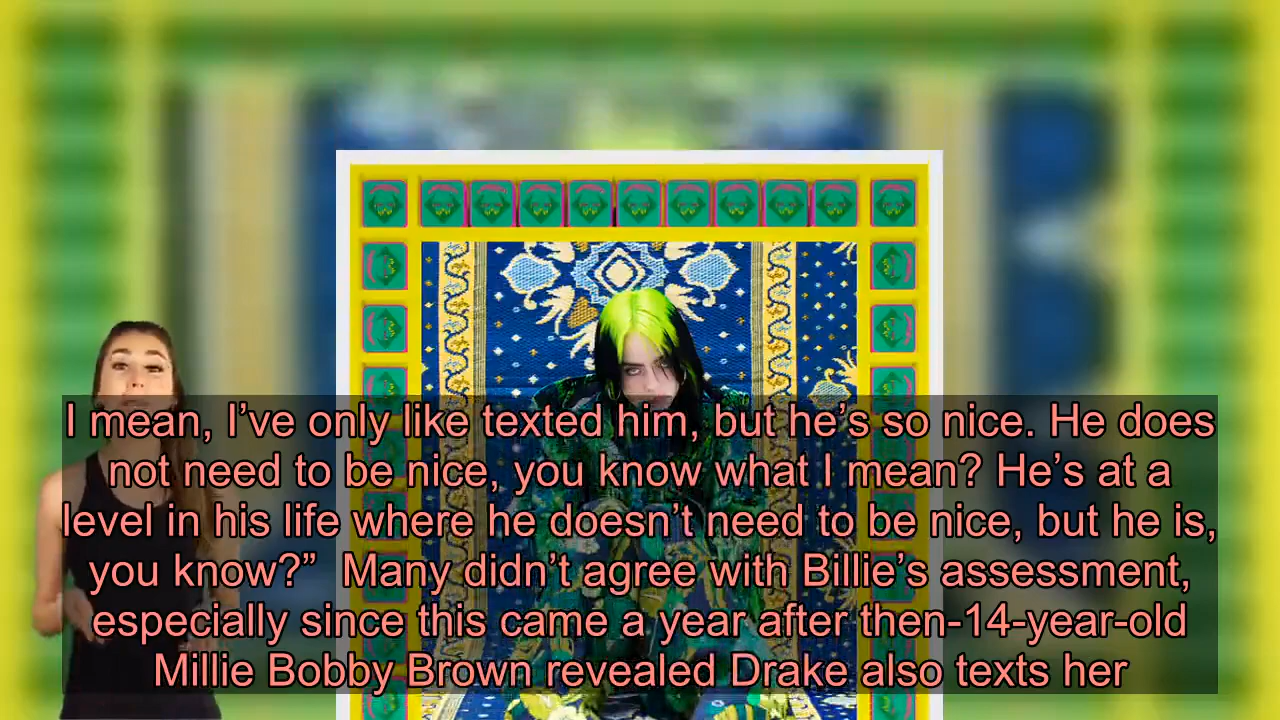 I mean, I’ve only like texted him, but he’s so nice. He does
not need to be nice, you know what I mean? He’s at a
level in his life where he doesn’t need to be nice, but he is,
you know?”  Many didn’t agree with Billie’s assessment,
especially since this came a year after then-14-year-old
Millie Bobby Brown revealed Drake also texts her